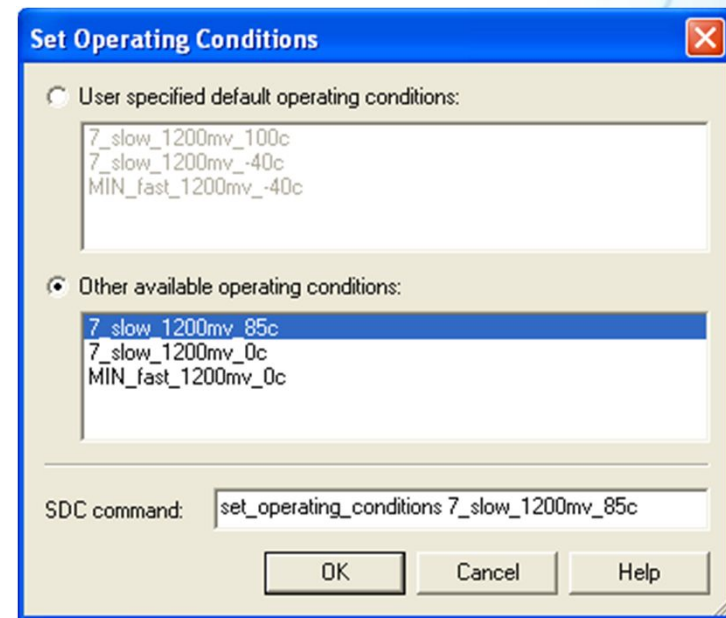 Set Operating Conditions
User specified default operating conditions:
7_slow_1200mv_100c
7_slow_1200mv_-40c
MIN_fast_1200mv_-40c
Other available operating conditions:
7_slow_1200mv_85c
7_slow_1200mv_0c
MIN_fast_1200mv_0c
SDC command: set_operating_conditions 7_slow_1200mv_85c
OK Cancel Help